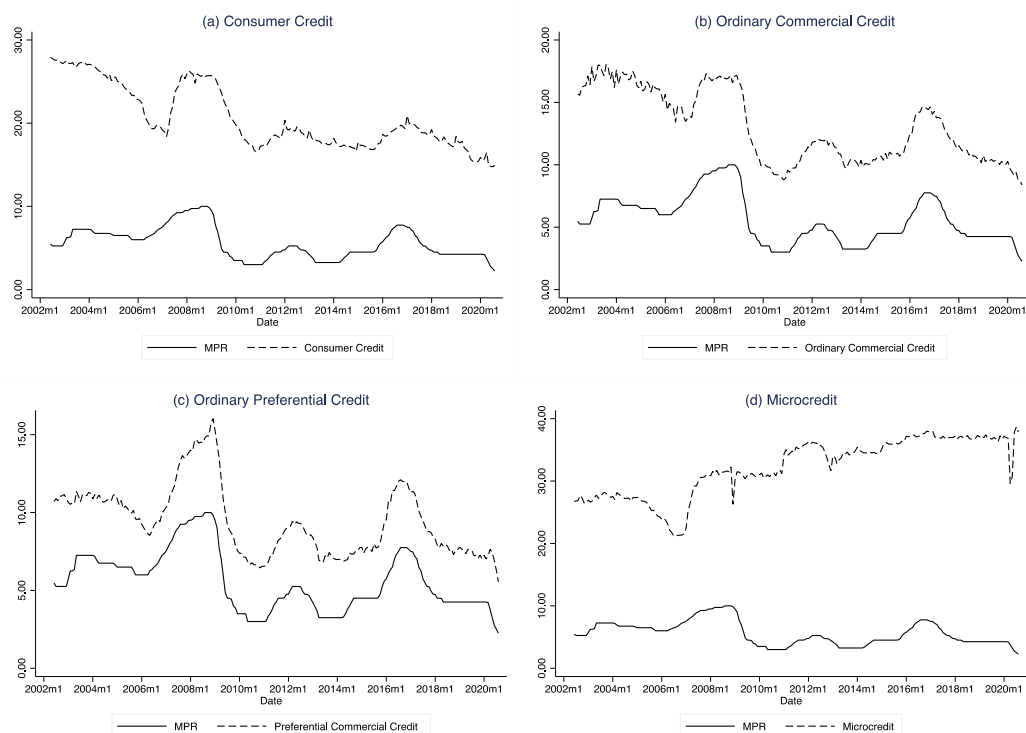 (a) Consumer Credit
30.00
20.00
10.00
0.00
2002m1 2004m1 2006m1 2008m1 2010m1 2012m1 2014m1 2016m1 2018m1 2020m1
Date
MPR Consumer Credit
(b) Ordinary Commercial Credit
20.00
15.00
10.00
5.00
0.00
2002m1 2004m1 2006m1 2008m1 2010m1 2012m1 2014m1 2016m1 2018m1 2020m1
Date
MPR Ordinary Commercial Credit
(c) Ordinary Preferential Credit
15.00
10.00
5.00
0.00
2002m1 2004m1 2006m1 2008m1 2010m1 2012m1 2014m1 2016m1 2018m1 2020m1
Date
MPR Preferential Commercial Credit
(d) Microcredit
40.00
30.00
20.00
10.00
0.00
2002m1 2004m1 2006m1 2008m1 2010m1 2012m1 2014m1 2016m1 2018m1 2020m1
Date
MPR Microcredit